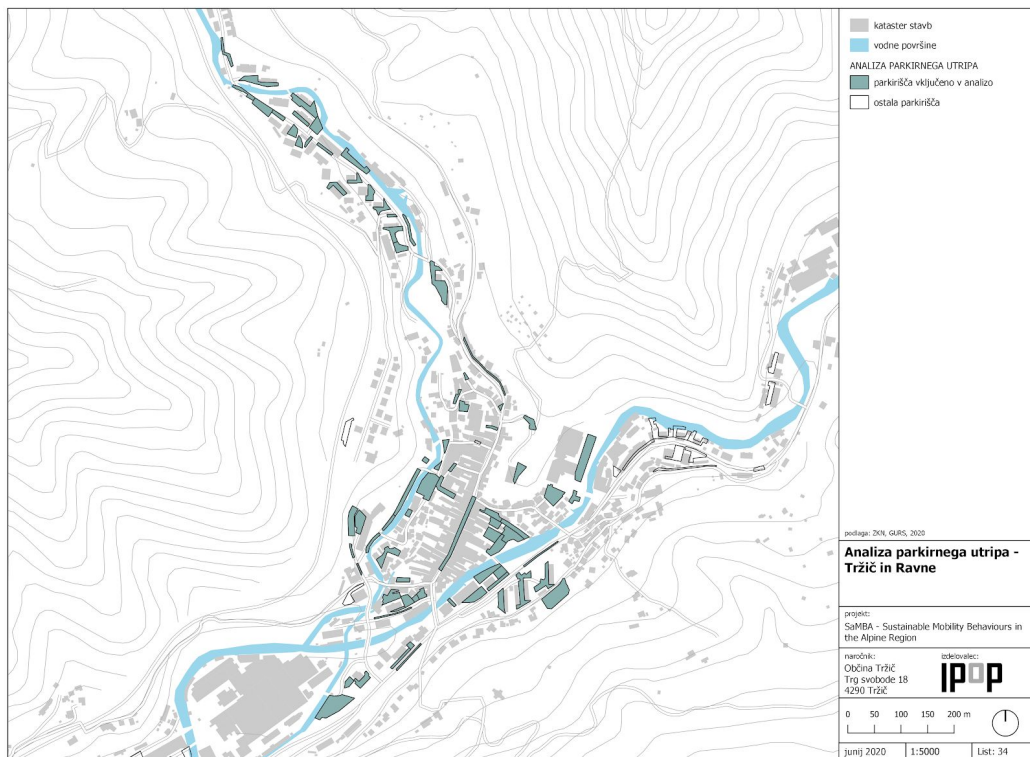 kataster stavb
vodne površine
ANALIZA PARKIRNEGA UTRIPA
parkirišča vključeno v analizo
ostala parkirišča
podlaga: ZKN, GURS, 2020
Analiza parkirnega utripa -
Tržič in Ravne
projekt:
SaMBA - Sustainable Mobility Behaviours in
the Alpine Region
naročnik:
Občina Tržič
Trg svobode 18
4290 Tržič
izdelovalec:
IPOP
0 50 100 150 200 m
junij 2020 1:5000 List: 34